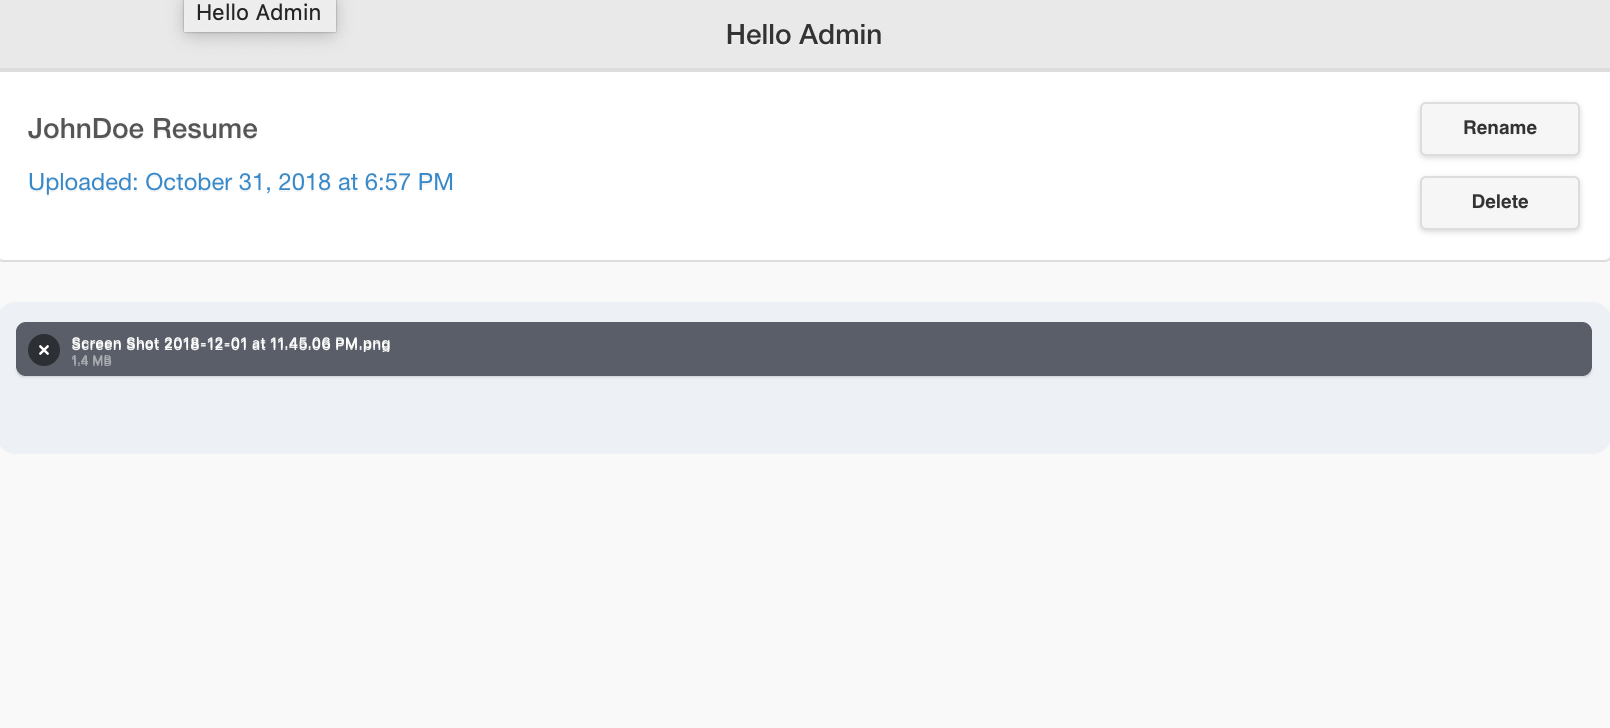 Hello Admin
Hello Admin
JohnDoe Resume
Uploaded: October 31, 2018 at 6:57 PM
Rename
Delete
Screen Shot 2018-12-01 at 11.45.06 PM.png
1.4 MB